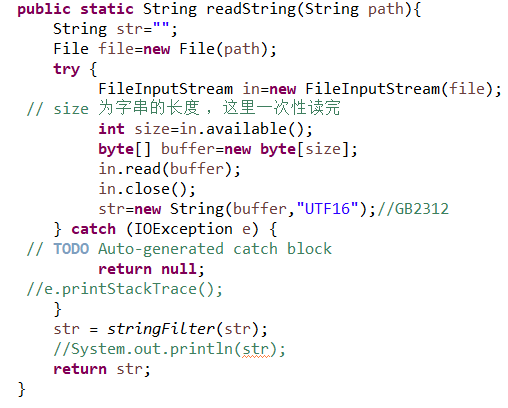 public static String readString(String path){
String str="";
File file=new File(path);
try {
FileInputStream in=new FileInputStream(file);
// size 为字串的长度 ，这里一次性读完
int size=in.available();
byte[] buffer=new byte[size];
in.read(buffer);
in.close();
str=new String(buffer,"UTF16");//GB2312
} catch (IOException e) {
// TODO Auto-generated catch block
return null;
//e.printStackTrace();
}
str = stringFilter(str);
//System.out.println(str);
return str;
}